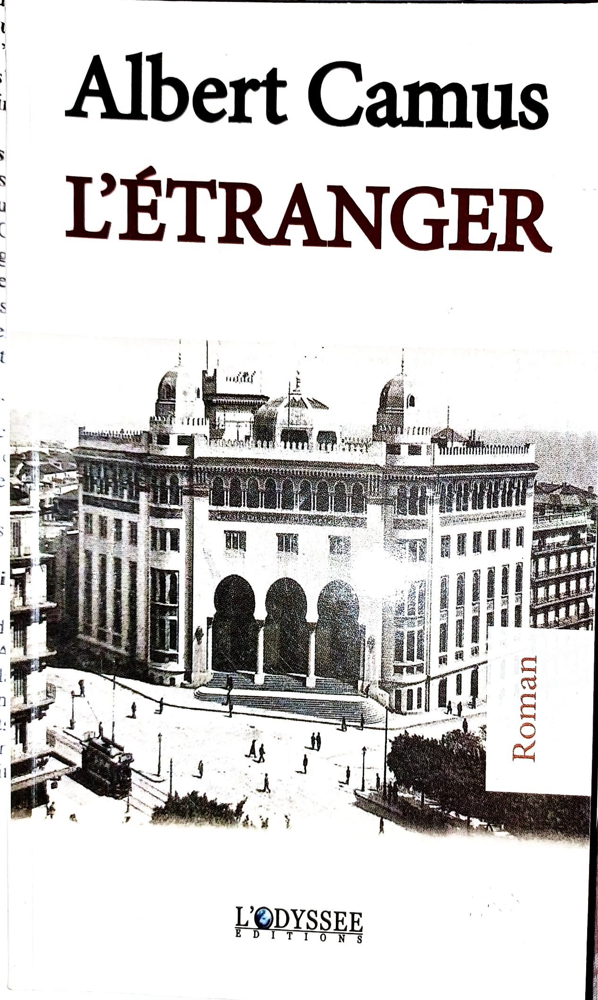 Albert Camus
L'ÉTRANGER
Roman
L'ODYSSEE
EDITIONS